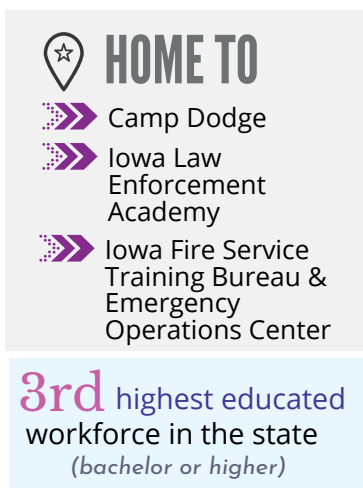 HOME TO
Camp Dodge
Iowa Law
Enforcement
Academy
Iowa Fire Service
Training Bureau &
Emergency
Operations Center
3rd highest educated
workforce in the state
(bachelor or higher)